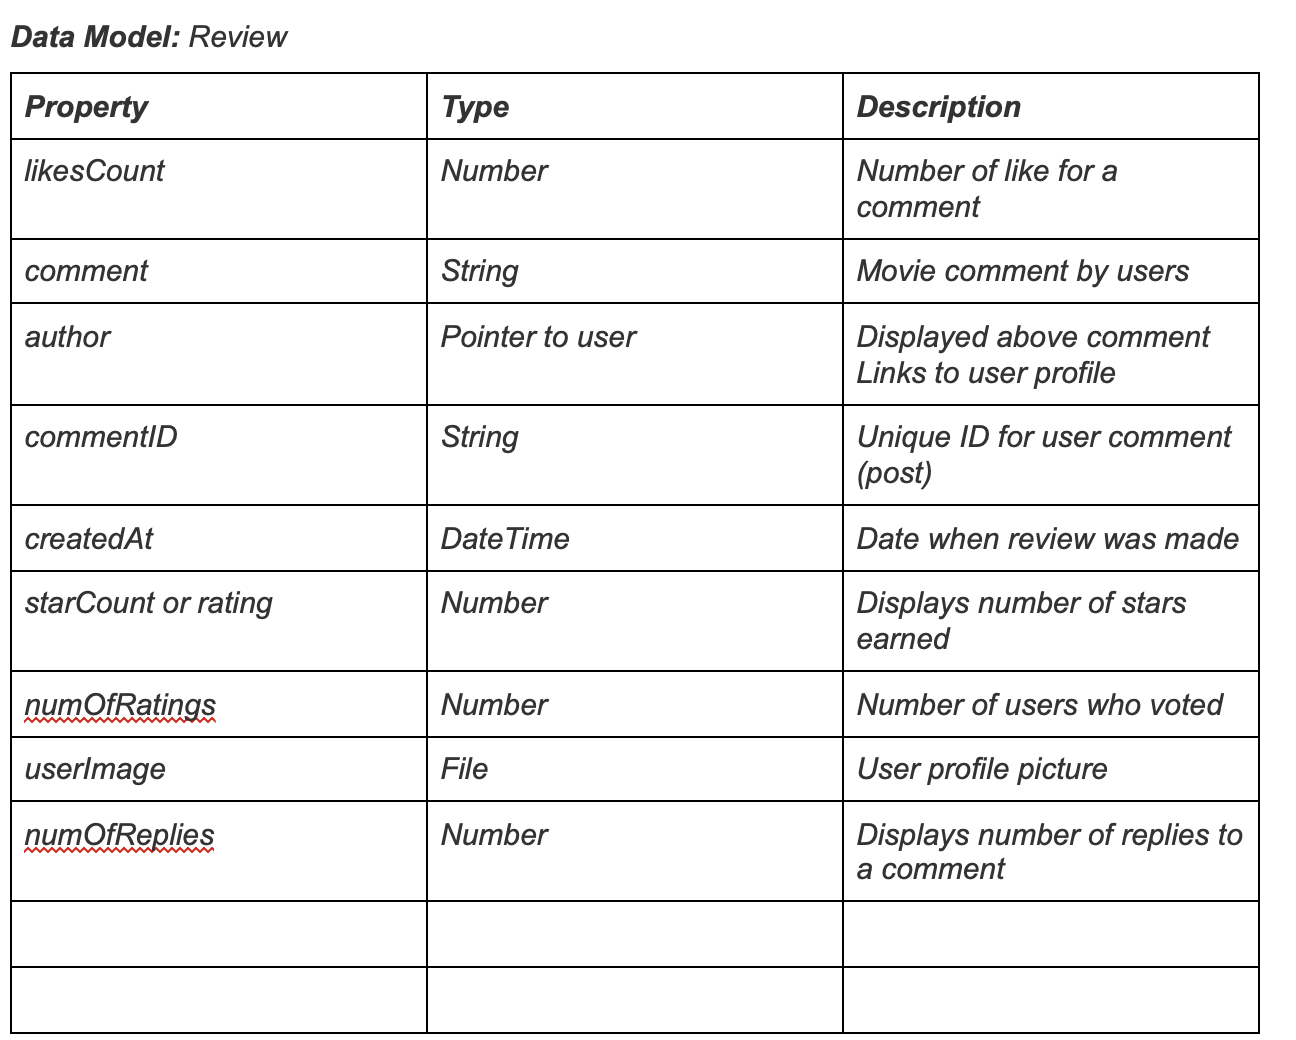 Data Model: Review
Property Type Description
likesCount Number Number of like for a
comment
comment String Movie comment by users
author Pointer to user Displayed above comment
Links to user profile
commentID String Unique ID for user comment
(post)
createdAt DateTime Date when review was made
starCount or rating Number Displays number of stars
earned
numOfRatings Number Number of users who voted
userImage File User profile picture
numOfReplies Number Displays number of replies to
a comment